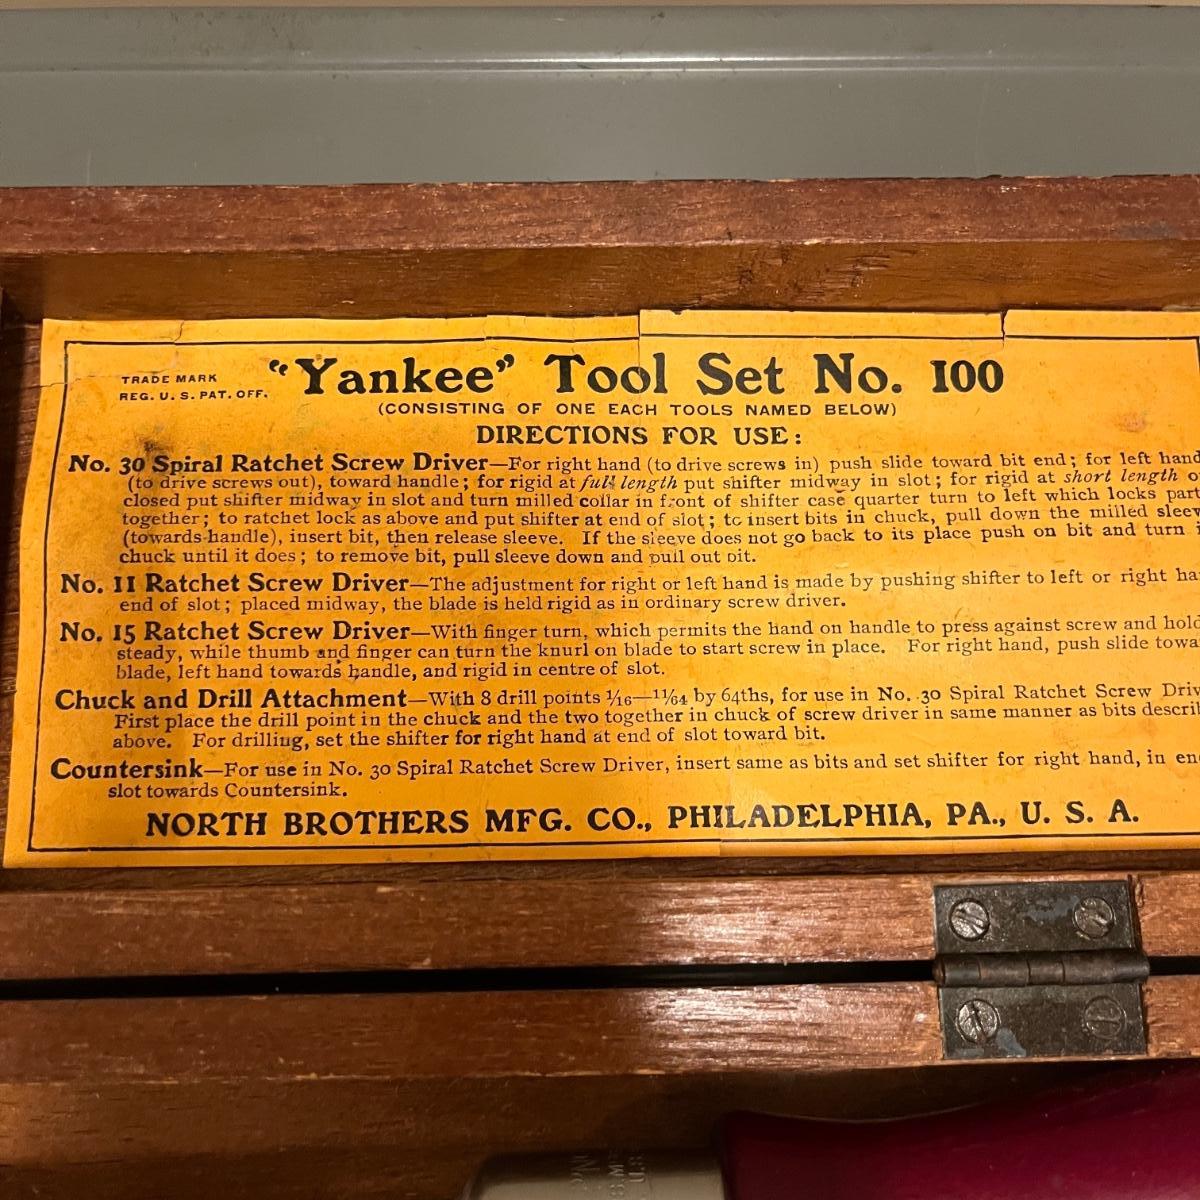 TRADE MARK
REG. U. S. PAT. OFF.
"Yankee" Tool Set No. 100
(CONSISTING OF ONE EACH TOOLS NAMED BELOW)
DIRECTIONS FOR USE:
No. 30 Spiral Ratchet Screw Driver—For right hand (to drive screws in) push slide toward bit end; for left hand
(to drive screws out), toward handle; for rigid at full length put shifter midway in slot; for rigid at short length o
closed put shifter midway in slot and turn milled collar in front of shifter case quarter turn to left which locks part
together; to ratchet lock as above and put shifter at end of slot; to insert bits in chuck, pull down the milled sleev
(towards handle), insert bit, then release sleeve. If the sleeve does not go back to its place push on bit and turn
chuck until it does; to remove bit, pull sleeve down and pull out bit.
No. 11 Ratchet Screw Driver—The adjustment for right or left hand is made by pushing shifter to left or right ha
end of slot; placed midway, the blade is held rigid as in ordinary screw driver.
No. 15 Ratchet Screw Driver—With finger turn, which permits the hand on handle to press against screw and hold
steady, while thumb and finger can turn the knurl on blade to start screw in place. For right hand, push slide towa
blade, left hand towards handle, and rigid in centre of slot.
Chuck and Drill Attachment—With 8 drill points 1/16—11/64 by 64ths, for use in No. 30 Spiral Ratchet Screw Driv
First place the drill point in the chuck and the two together in chuck of screw driver in same manner as bits describ
above. For drilling, set the shifter for right hand at end of slot toward bit.
Countersink—For use in No. 30 Spiral Ratchet Screw Driver, insert same as bits and set shifter for right hand, in en
slot towards Countersink.
NORTH BROTHERS MFG. CO., PHILADELPHIA, PA., U. S. A.